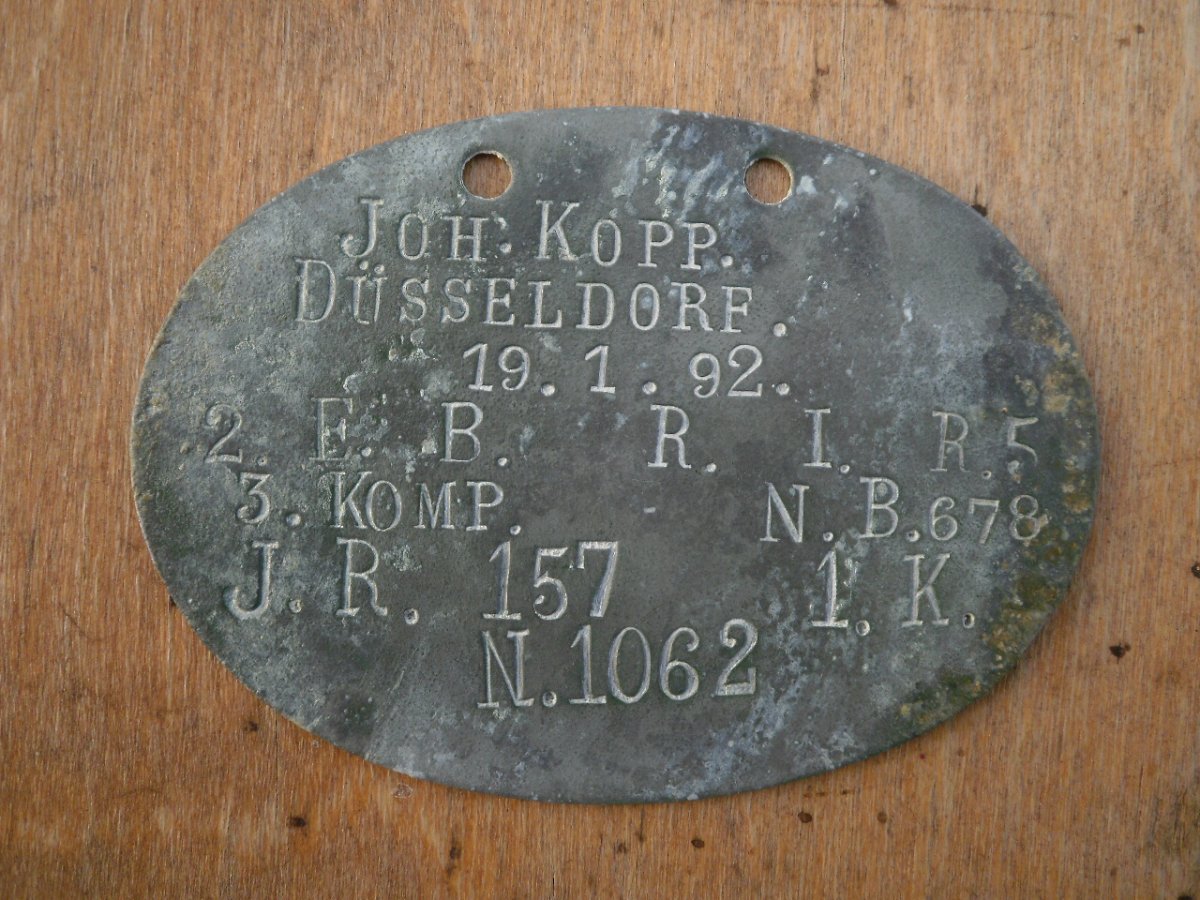 JOH. KOPP.
DÜSSELDORF.
19. 1. 92.
2. E. B. R. I. R. 5
3. KOMP. N. B. 678
J. R. 157 1. K.
N. 1062